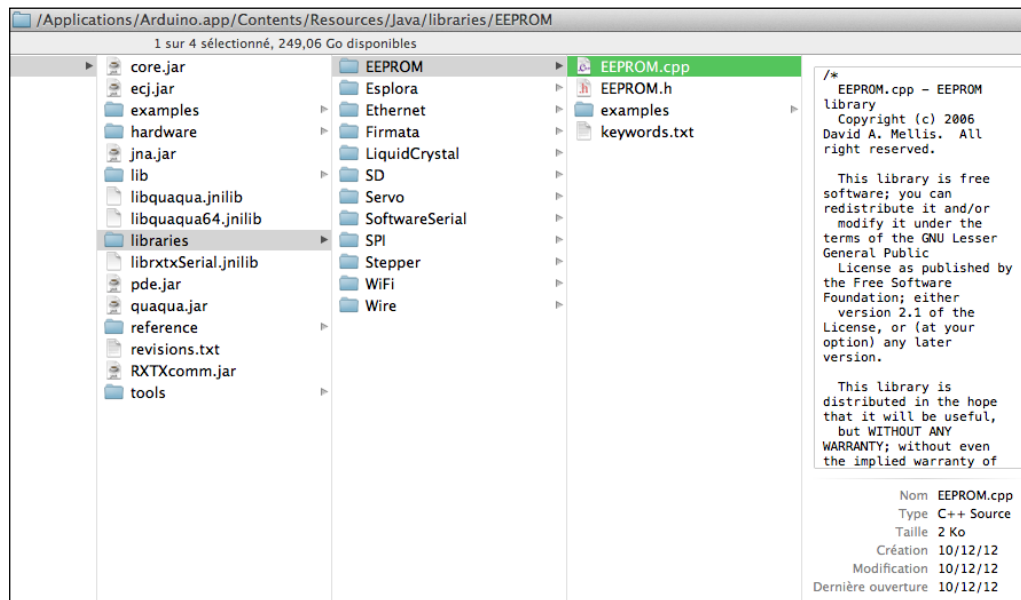 /Applications/Arduino.app/Contents/Resources/Java/libraries/EEPROM
1 sur 4 sélectionné, 249,06 Go disponibles
core.jar
ecj.jar
examples
hardware
jna.jar
lib
libquaqua.jnilib
libquaqua64.jnilib
libraries
librxtxSerial.jnilib
pde.jar
quaqua.jar
reference
revisions.txt
RXTXcomm.jar
tools
EEPROM
Esplora
Ethernet
Firmata
LiquidCrystal
SD
Servo
SoftwareSerial
SPI
Stepper
WiFi
Wire
EEPROM.cpp
EEPROM.h
examples
keywords.txt
/*
EEPROM.cpp - EEPROM
library
Copyright (c) 2006
David A. Mellis.  All
right reserved.
This library is free
software; you can
redistribute it and/or
modify it under the
terms of the GNU Lesser
General Public
License as published by
the Free Software
Foundation; either
version 2.1 of the
License, or (at your
option) any later
version.
This library is
distributed in the hope
that it will be useful,
but WITHOUT ANY
WARRANTY; without even
the implied warranty of
Nom EEPROM.cpp
Type C++ Source
Taille 2 Ko
Création 10/12/12
Modification 10/12/12
Dernière ouverture 10/12/12